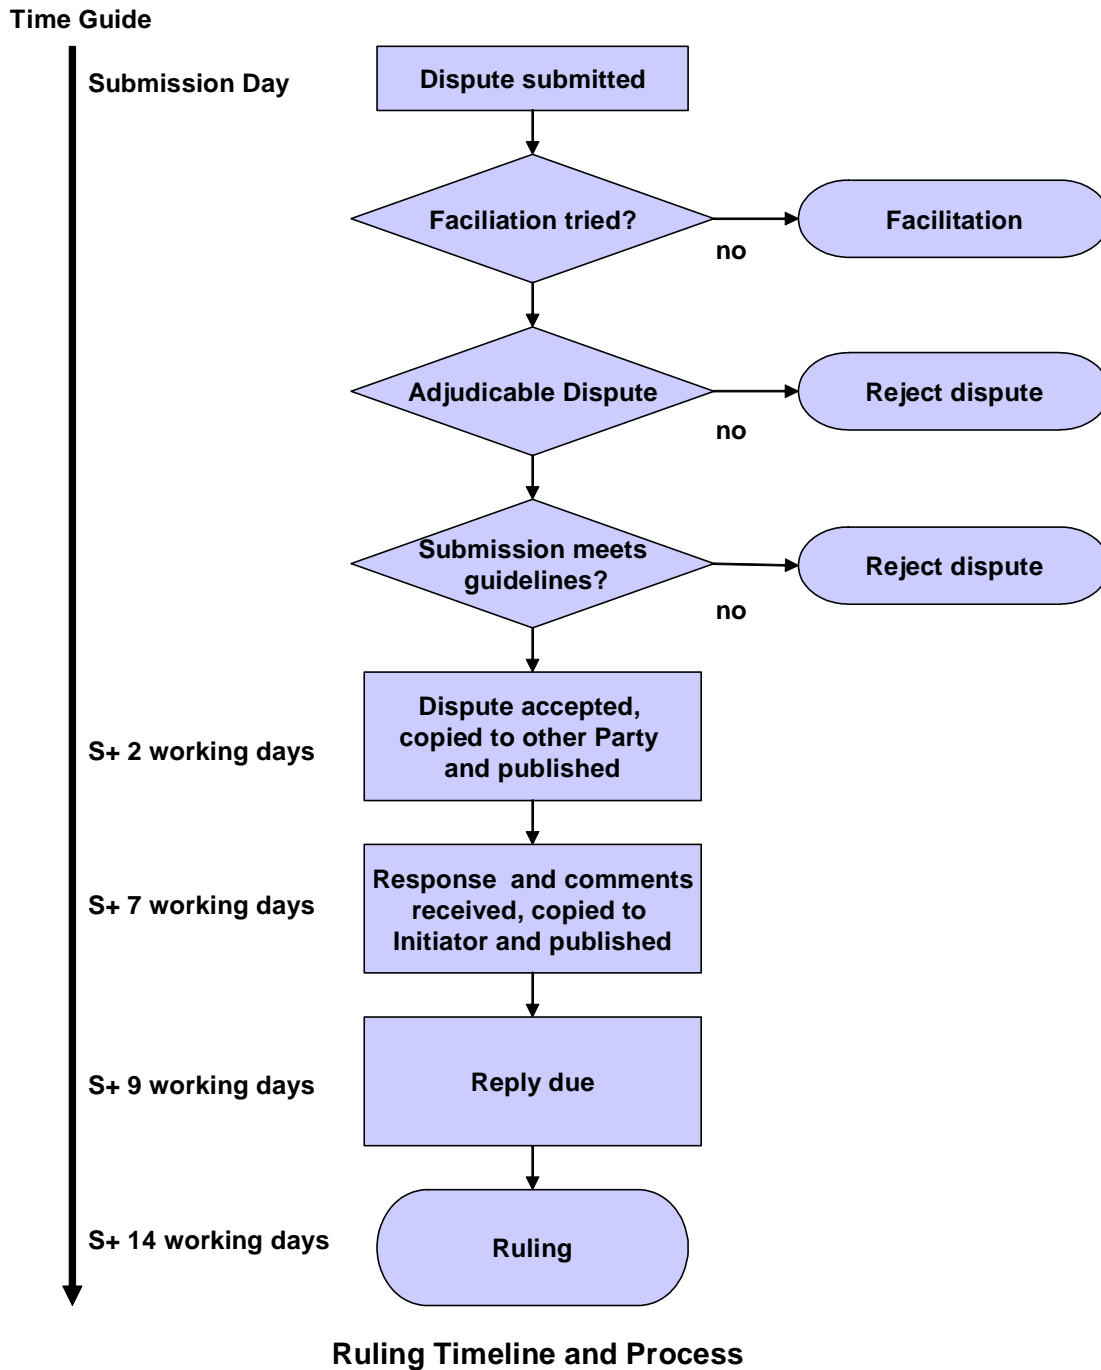 Time Guide
Submission Day
Dispute submitted
Faciliation tried?
no
Facilitation
Adjudicable Dispute
no
Reject dispute
Submission meets
guidelines?
no
Reject dispute
S+ 2 working days
Dispute accepted,
copied to other Party
and published
S+ 7 working days
Response  and comments
received, copied to
Initiator and published
S+ 9 working days
Reply due
S+ 14 working days
Ruling
Ruling Timeline and Process